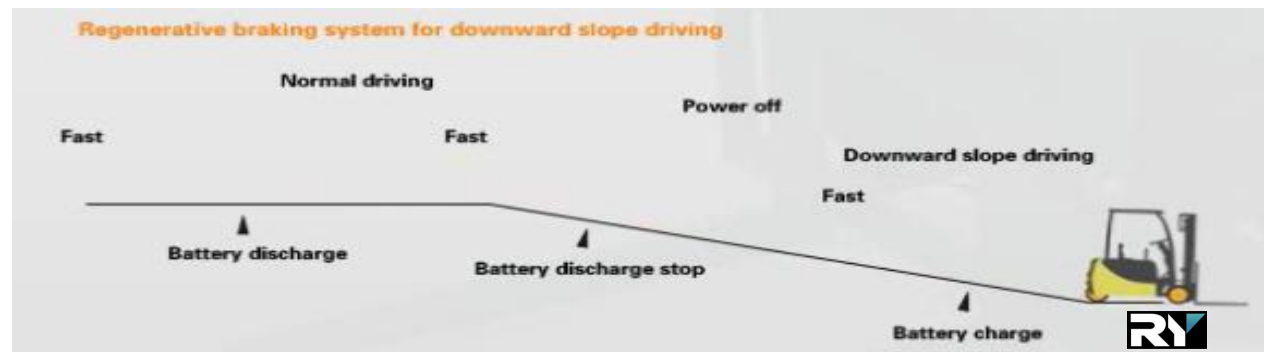 Regenerative braking system for downward slope driving
Normal driving
Power off
Fast
Fast
Downward slope driving
Fast
Battery discharge
Battery discharge stop
Battery charge
RY